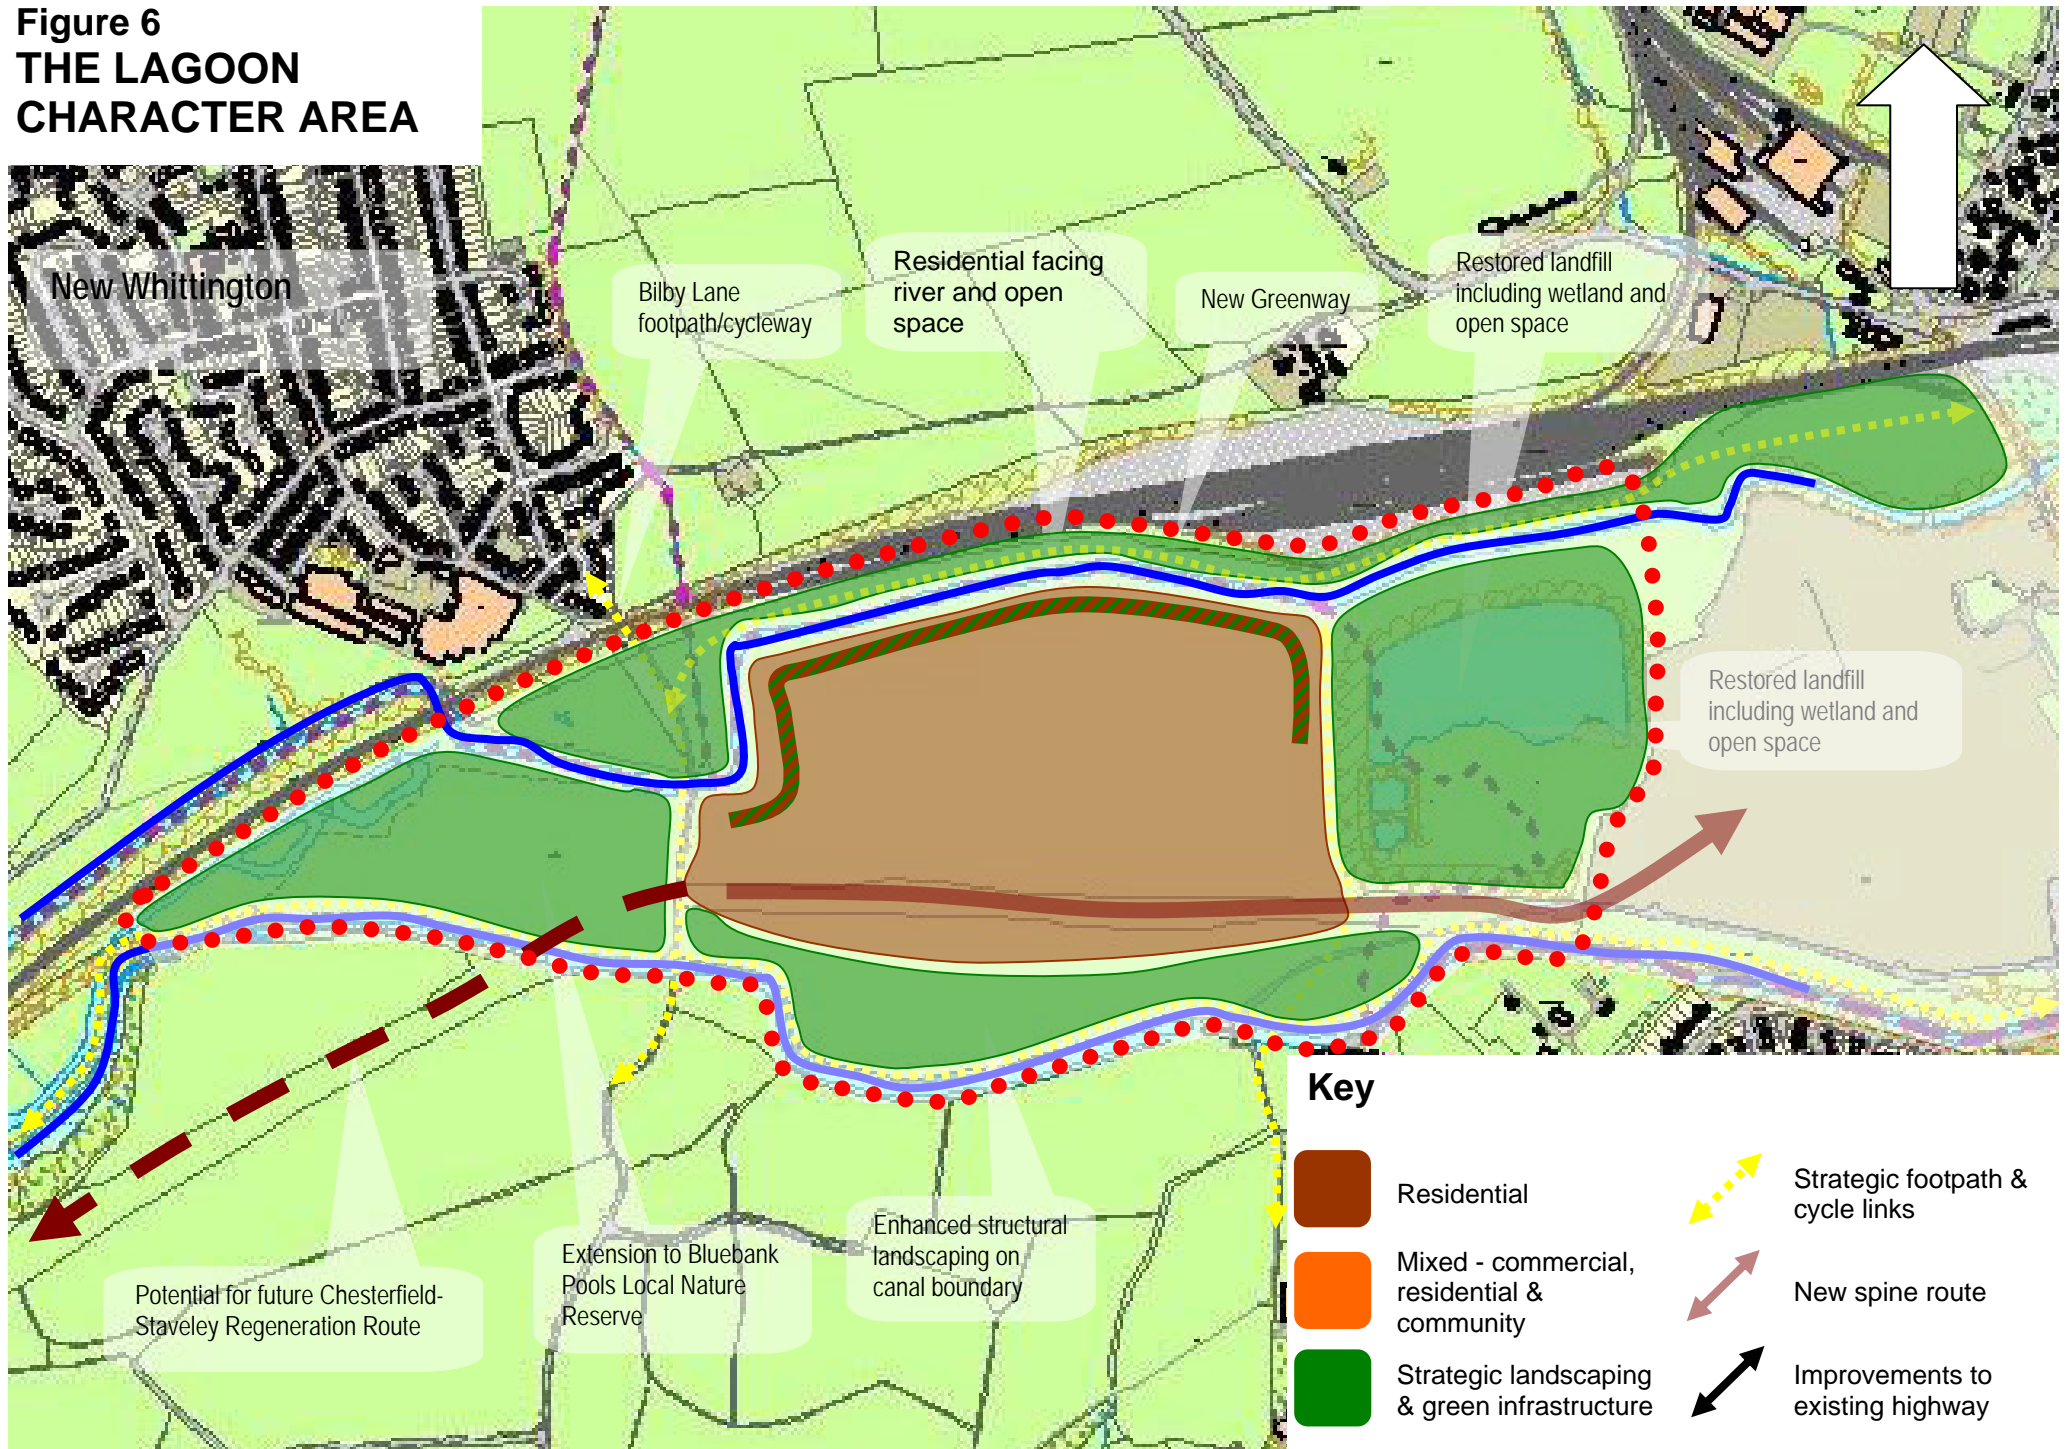 Figure 6
THE LAGOON
CHARACTER AREA
New Whittington
Bilby Lane
footpath/cycleway
Residential facing
river and open
space
New Greenway
Restored landfill
including wetland and
open space
Restored landfill
including wetland and
open space
Potential for future Chesterfield-
Staveley Regeneration Route
Extension to Bluebank
Pools Local Nature
Reserve
Enhanced structural
landscaping on
canal boundary
Key
Residential
Mixed - commercial,
residential &
community
Strategic landscaping
& green infrastructure
Strategic footpath &
cycle links
New spine route
Improvements to
existing highway